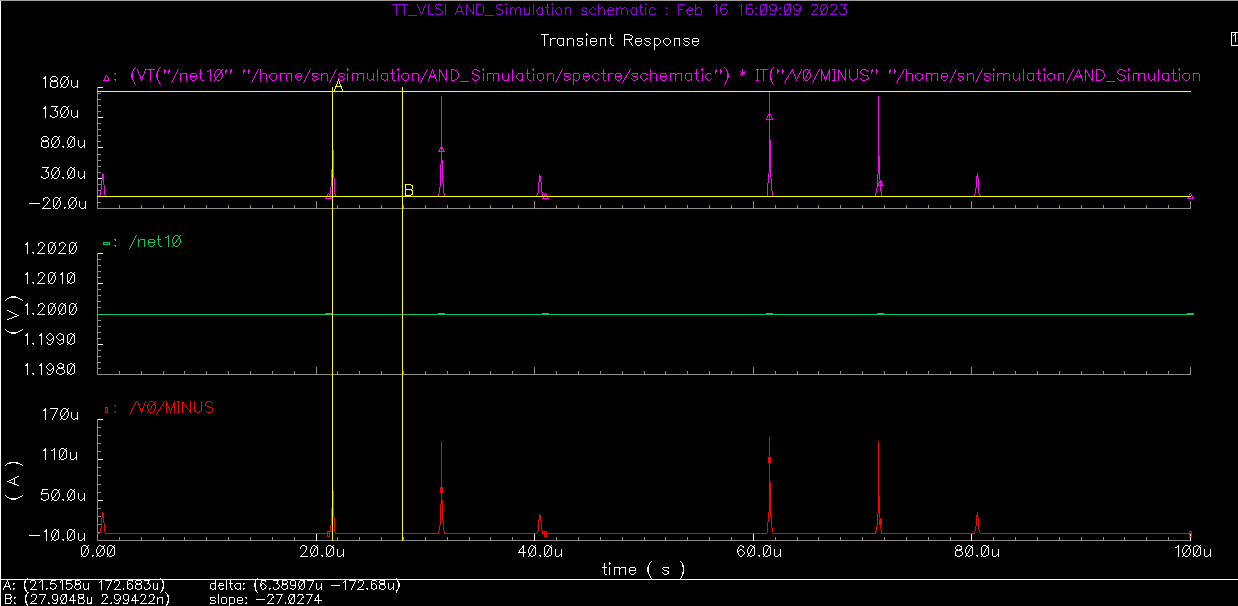 TT_VLSI AND_Simulation schematic : Feb 16 16:09:09 2023
Transient Response
1
△: (VT("/net10" "/home/sn/simulation/AND_Simulation/spectre/schematic") * IT("/V0/MINUS" "/home/sn/simulation/AND_Simulation
180u
A
130u
80.0u
30.0u
B
-20.0u
/net10
1.2020
1.2010
1.2000
1.1990
1.1980
( V )
/V0/MINUS
170u
110u
50.0u
-10.0u
( A )
0.00 20.0u 40.0u 60.0u 80.0u 100u
time ( s )
A: (21.5158u 172.683u) delta: (6.38907u -172.68u)
B: (27.9048u 2.99422n) slope: -27.0274